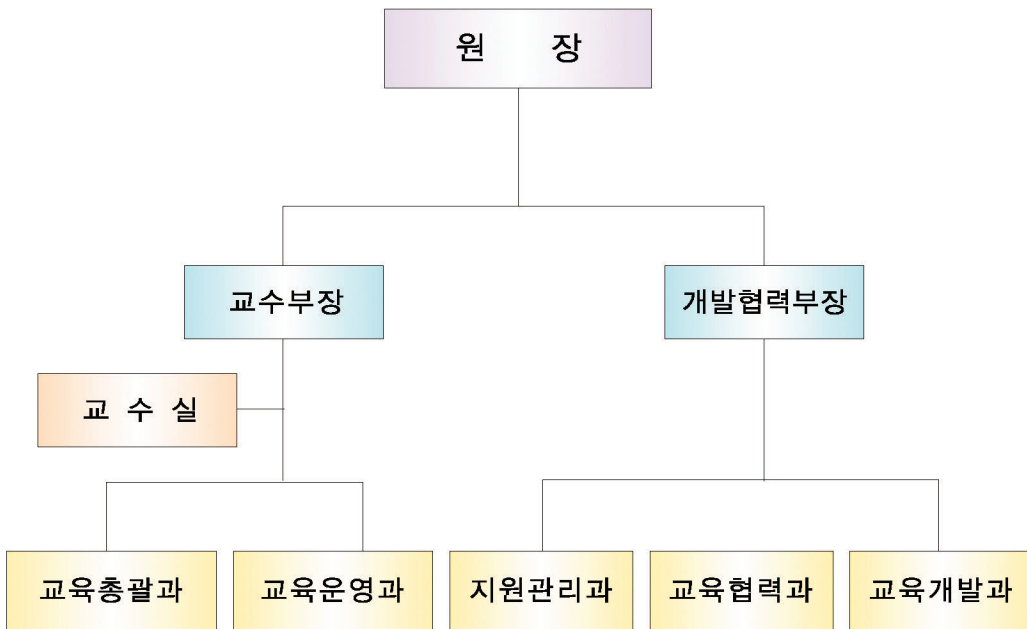 원 장
교수부장
개발협력부장
교 수 실
교육총괄과
교육운영과
지원관리과
교육협력과
교육개발과